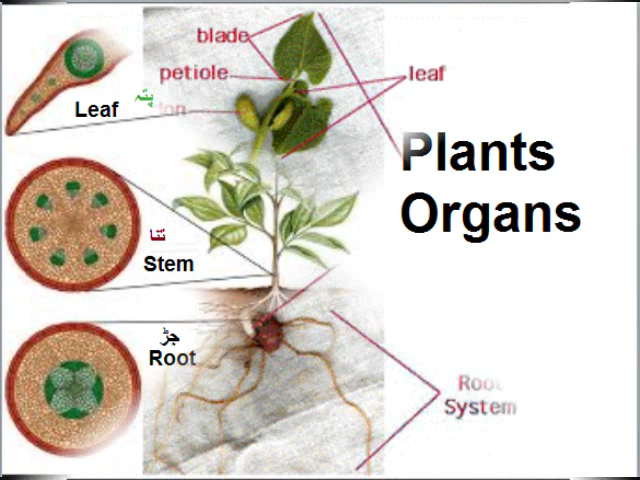 blade
petiole
leaf
پتہ
Leaf
Plants
Organs
تنا
Stem
جڑ
Root
Root
System